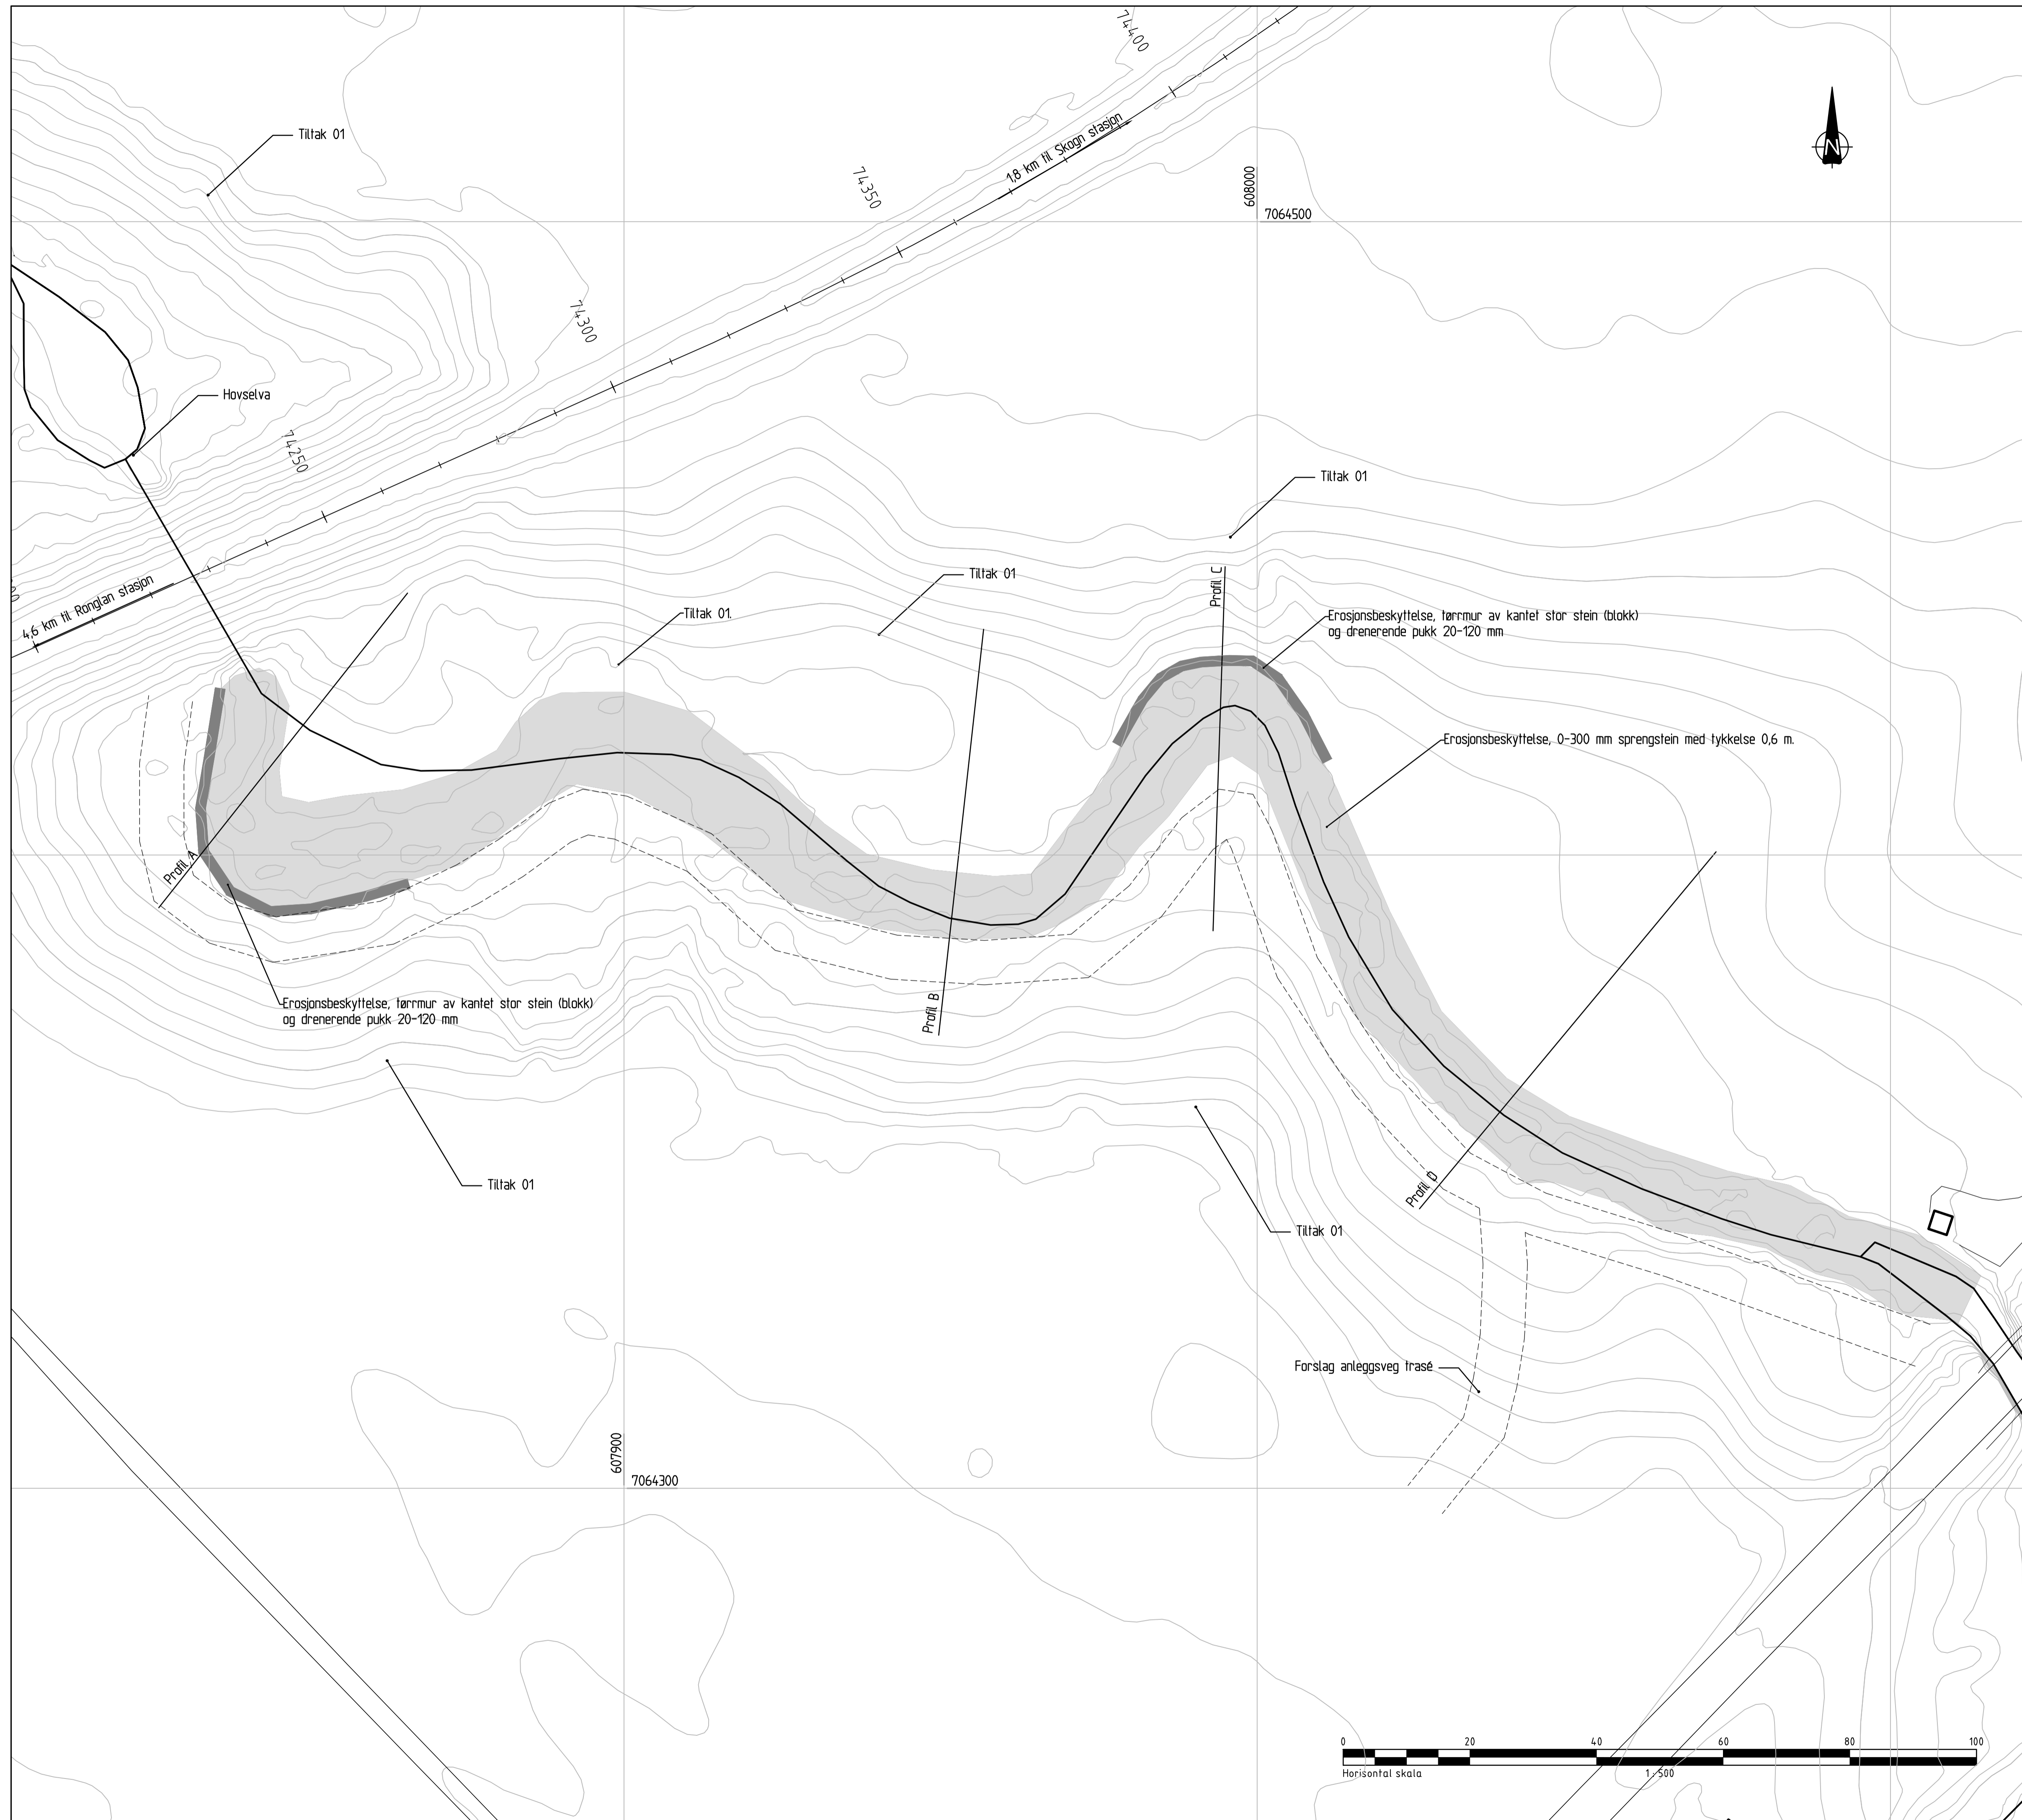 74400
Tiltak 01
1,8 km til Skogn stasjon
N
74350
608000
7064500
74300
Hovselva
74250
Tiltak 01
Tiltak 01
Profil C
4,6 km til Ronglan stasjon
Tiltak 01.
Erosjonsbeskyttelse, tørrmur av kantet stor stein (blokk)
og drenerende pukk 20-120 mm
Erosjonsbeskyttelse, 0-300 mm sprengstein med tykkelse 0,6 m.
Profil A
Erosjonsbeskyttelse, tørrmur av kantet stor stein (blokk)
og drenerende pukk 20-120 mm
Profil B
Tiltak 01
Profil D
Tiltak 01
Forslag anleggsveg trasé
607900
7064300
0 20 40 60 80 100
Horisontal skala 1:500